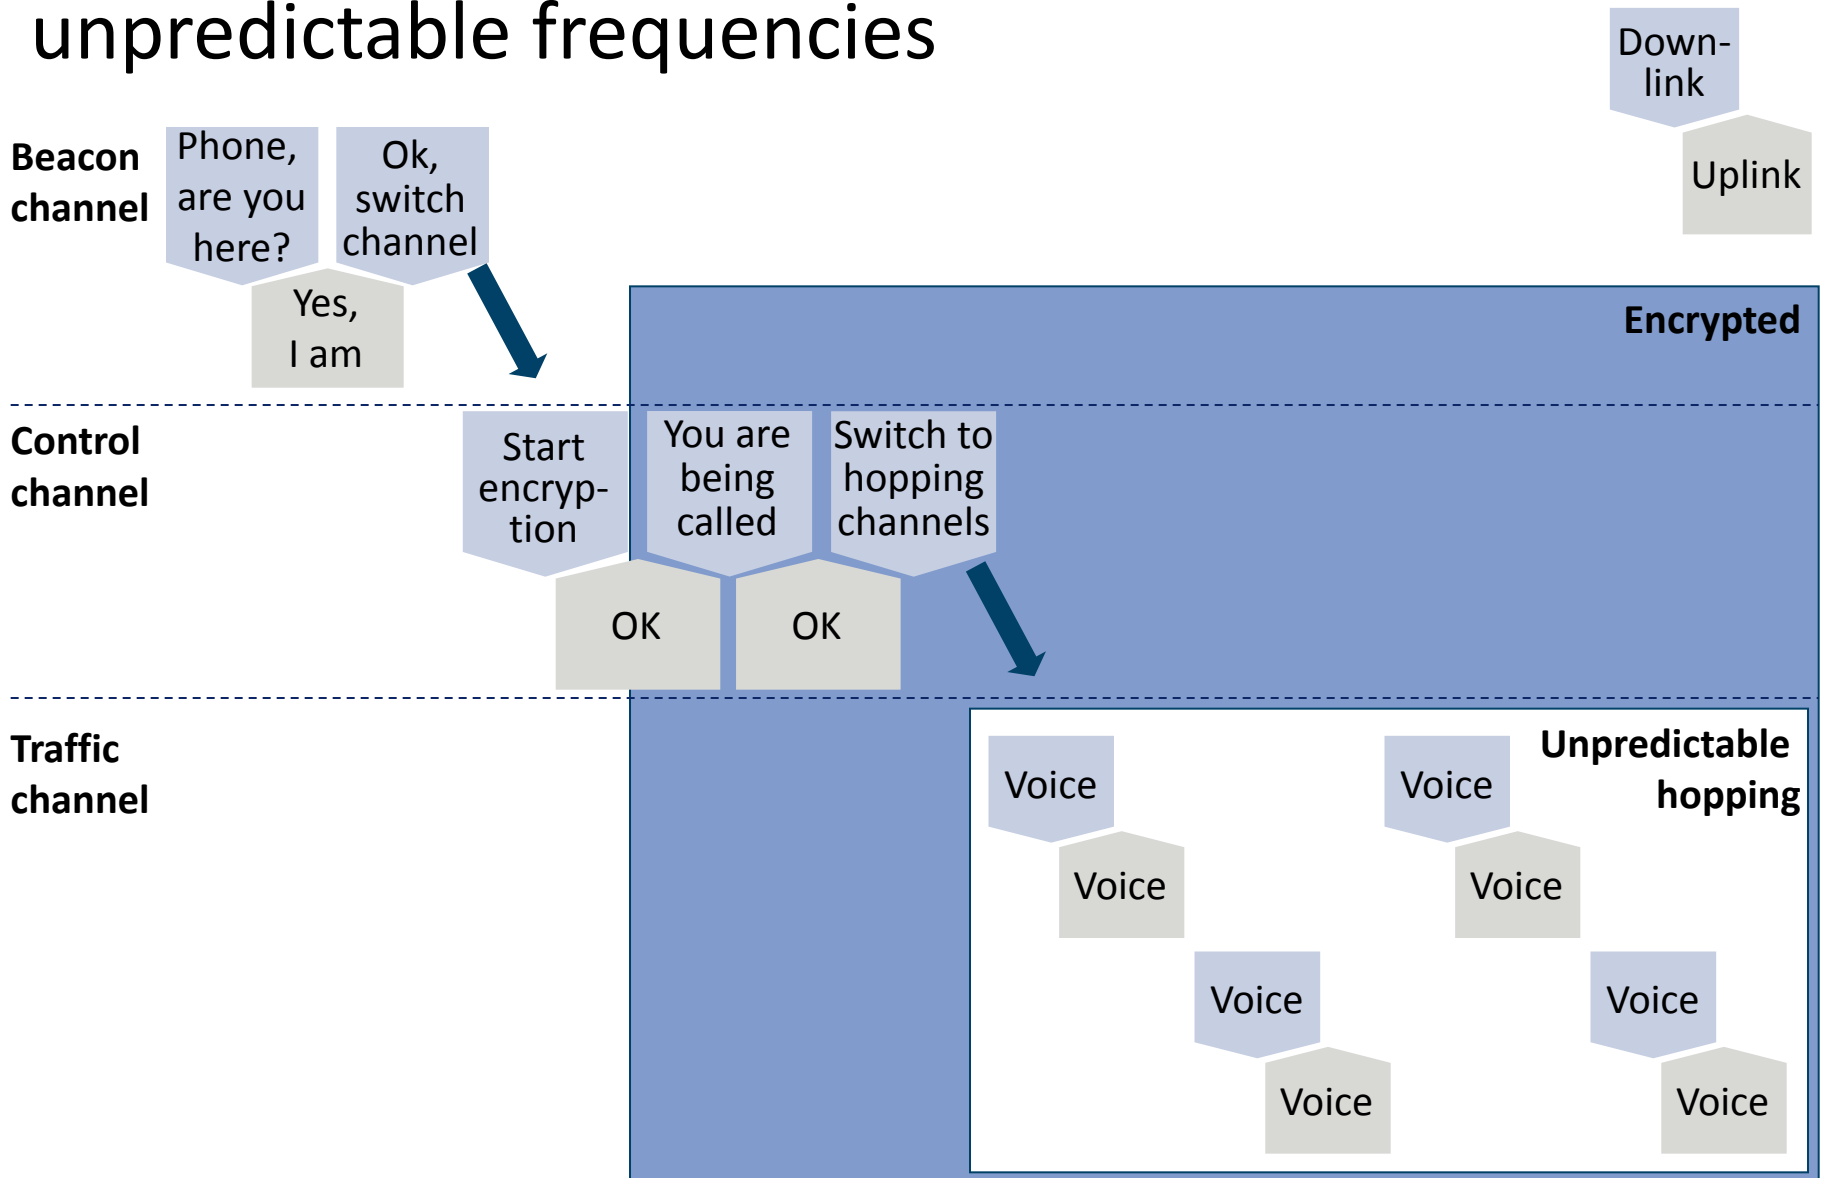 unpredictable frequencies
Down-
link
Uplink
Beacon
channel
Phone,
are you
here?
Ok,
switch
channel
Yes,
I am
Encrypted
Control
channel
Start
encryp-
tion
You are
being
called
Switch to
hopping
channels
OK
OK
Traffic
channel
Unpredictable
hopping
Voice
Voice
Voice
Voice
Voice
Voice
Voice
Voice